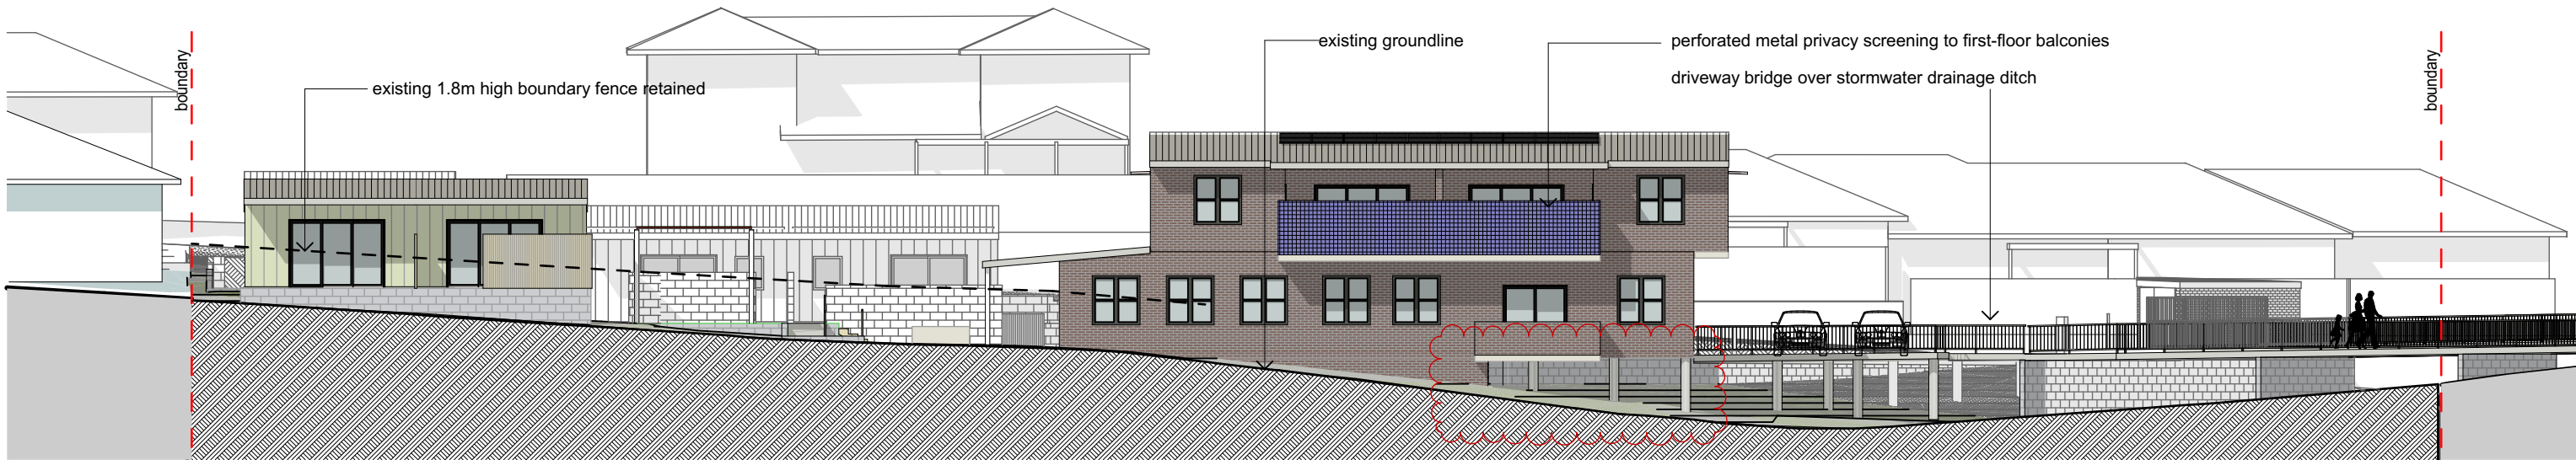 boundary
existing 1.8m high boundary fence retained
existing groundline
perforated metal privacy screening to first-floor balconies
driveway bridge over stormwater drainage ditch
boundary